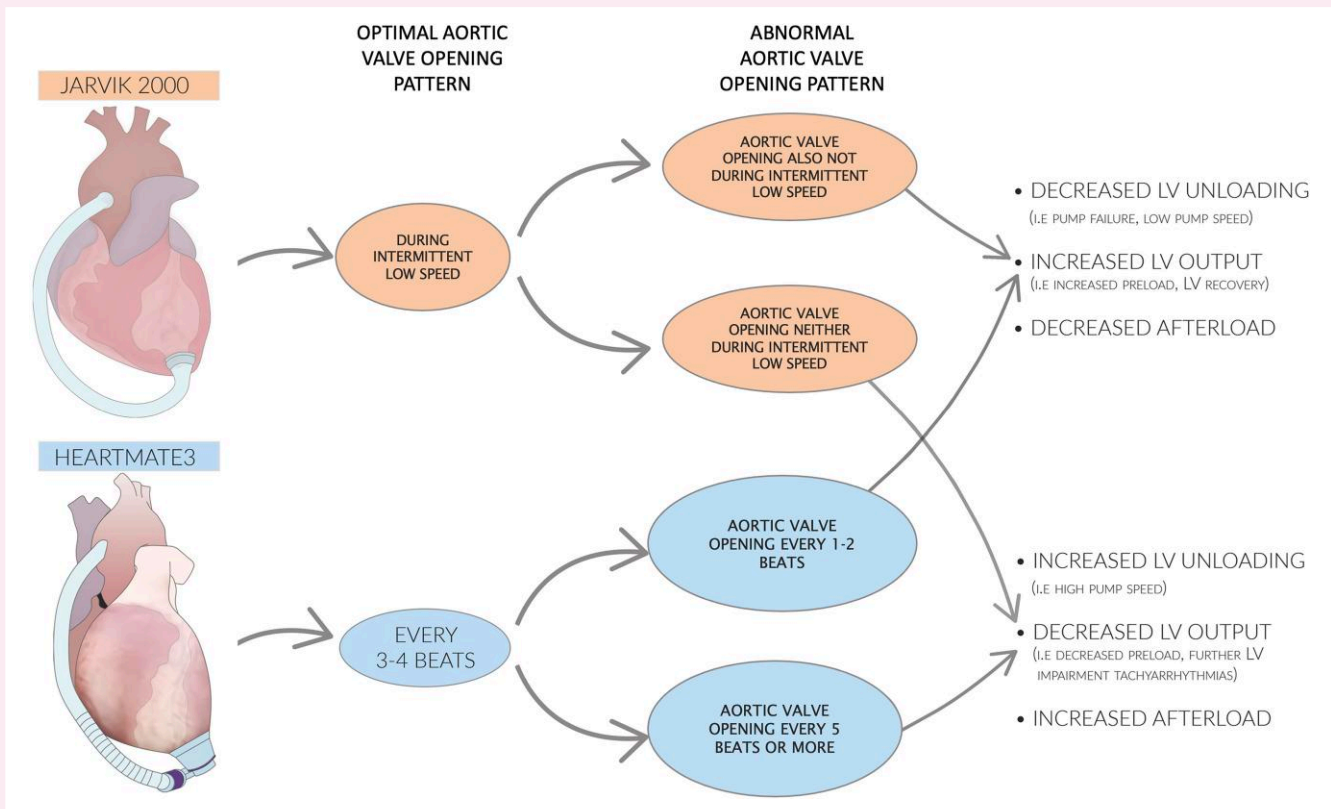 OPTIMAL AORTIC
VALVE OPENING
PATTERN
ABNORMAL
AORTIC VALVE
OPENING PATTERN
JARVIK 2000
DURING
INTERMITTENT
LOW SPEED
AORTIC VALVE
OPENING ALSO NOT
DURING INTERMITTENT
LOW SPEED
AORTIC VALVE
OPENING NEITHER
DURING INTERMITTENT
LOW SPEED
• DECREASED LV UNLOADING
(I.E PUMP FAILURE, LOW PUMP SPEED)
• INCREASED LV OUTPUT
(I.E INCREASED PRELOAD, LV RECOVERY)
• DECREASED AFTERLOAD
HEARTMATE3
EVERY
3-4 BEATS
AORTIC VALVE
OPENING EVERY 1-2
BEATS
AORTIC VALVE
OPENING EVERY 5
BEATS OR MORE
• INCREASED LV UNLOADING
(I.E HIGH PUMP SPEED)
• DECREASED LV OUTPUT
(I.E DECREASED PRELOAD, FURTHER LV
IMPAIRMENT TACHYARRHYTHMIAS)
• INCREASED AFTERLOAD